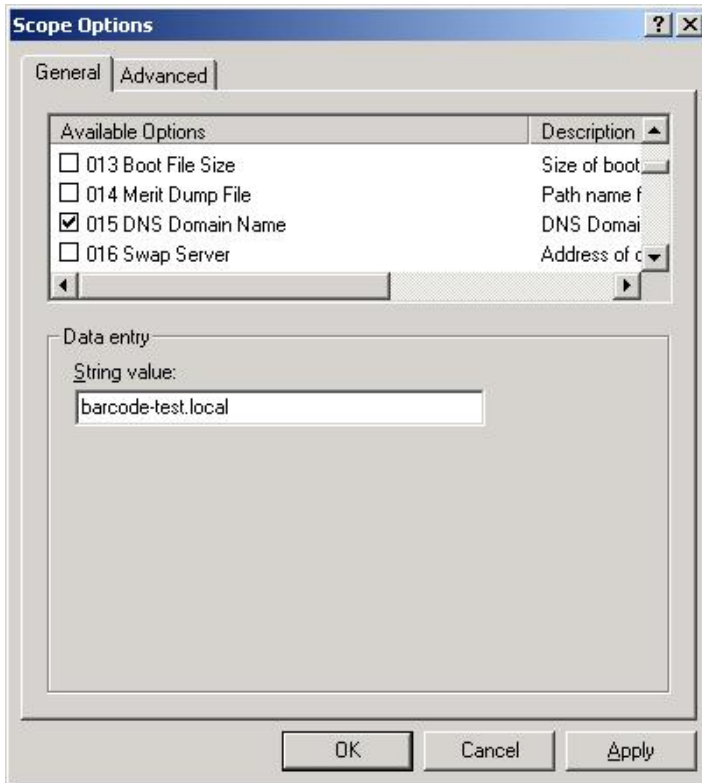 Scope Options
General Advanced
Available Options Description
013 Boot File Size Size of boot
014 Merit Dump File Path name f
015 DNS Domain Name DNS Domai
016 Swap Server Address of c
Data entry
String value:
barcode-test.local
OK Cancel Apply